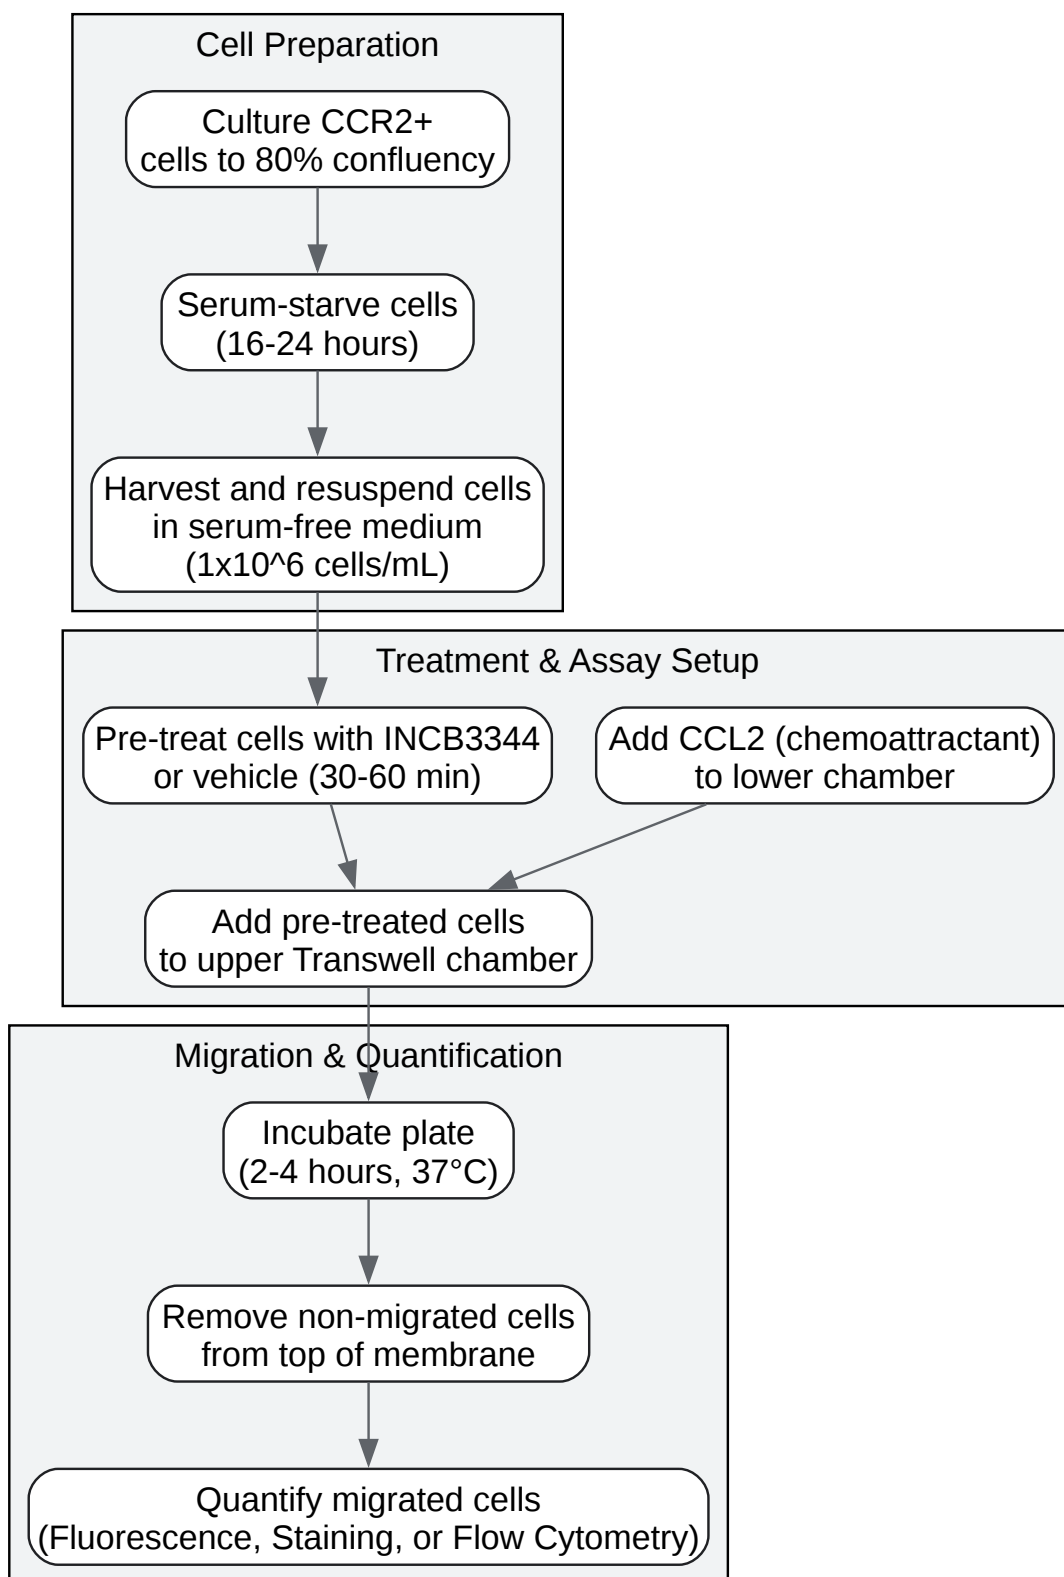 Cell Preparation
Culture CCR2+
cells to 80% confluency
Serum-starve cells
(16-24 hours)
Harvest and resuspend cells
in serum-free medium
(1x10^6 cells/mL)
Treatment & Assay Setup
Pre-treat cells with INCB3344
or vehicle (30-60 min)
Add CCL2 (chemoattractant)
to lower chamber
Add pre-treated cells
to upper Transwell chamber
Migration & Quantification
Incubate plate
(2-4 hours, 37°C)
Remove non-migrated cells
from top of membrane
Quantify migrated cells
(Fluorescence, Staining, or Flow Cytometry)